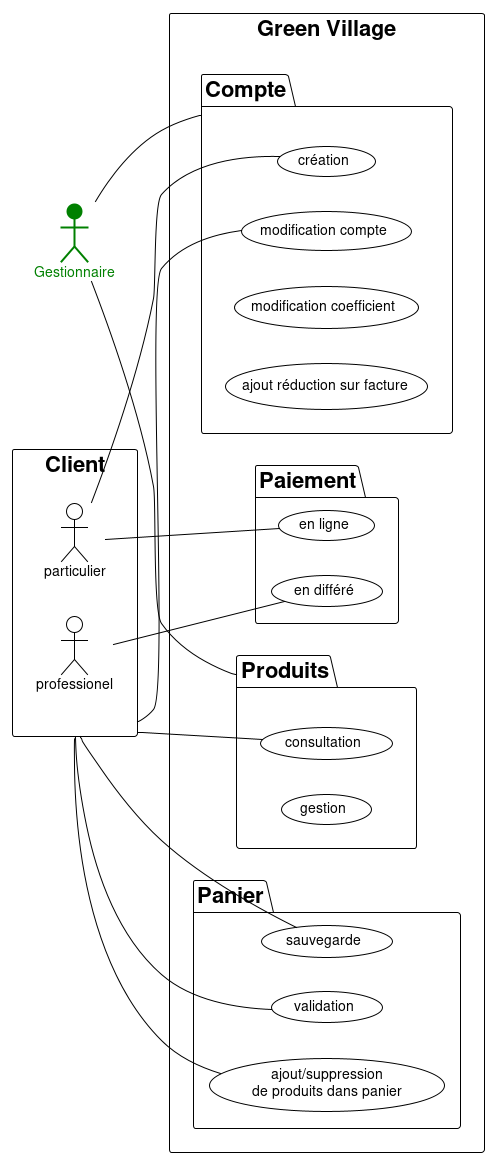 Green Village
Compte
création
modification compte
Gestionnaire
modification coefficient
ajout réduction sur facture
Client
particulier
professionel
Paiement
en ligne
en différé
Produits
consultation
gestion
Panier
sauvegarde
validation
ajout/suppression
de produits dans panier